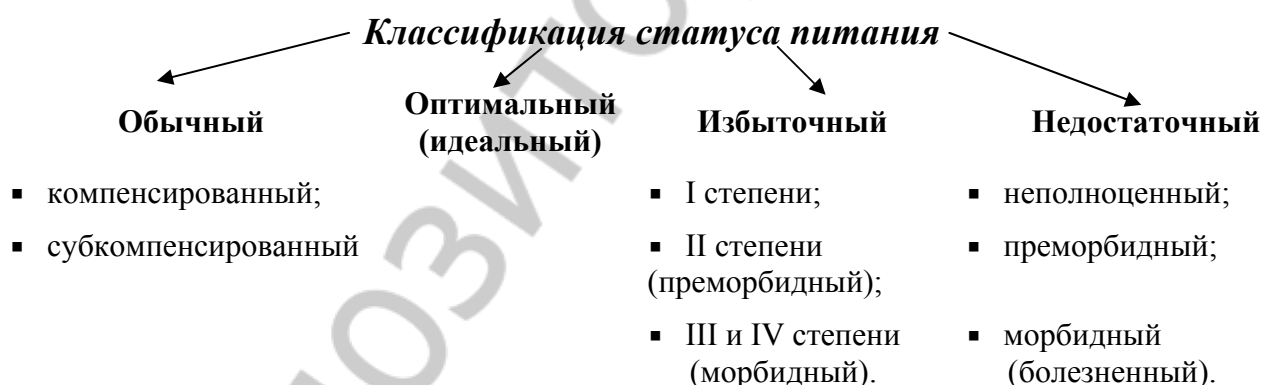 Классификация статуса питания
Обычный
▪ компенсированный;
▪ субкомпенсированный
Оптимальный
(идеальный)
Избыточный
▪ I степени;
▪ II степени
(преморбидный);
▪ III и IV степени
(морбидный).
Недостаточный
▪ неполноценный;
▪ преморбидный;
▪ морбидный
(болезненный).